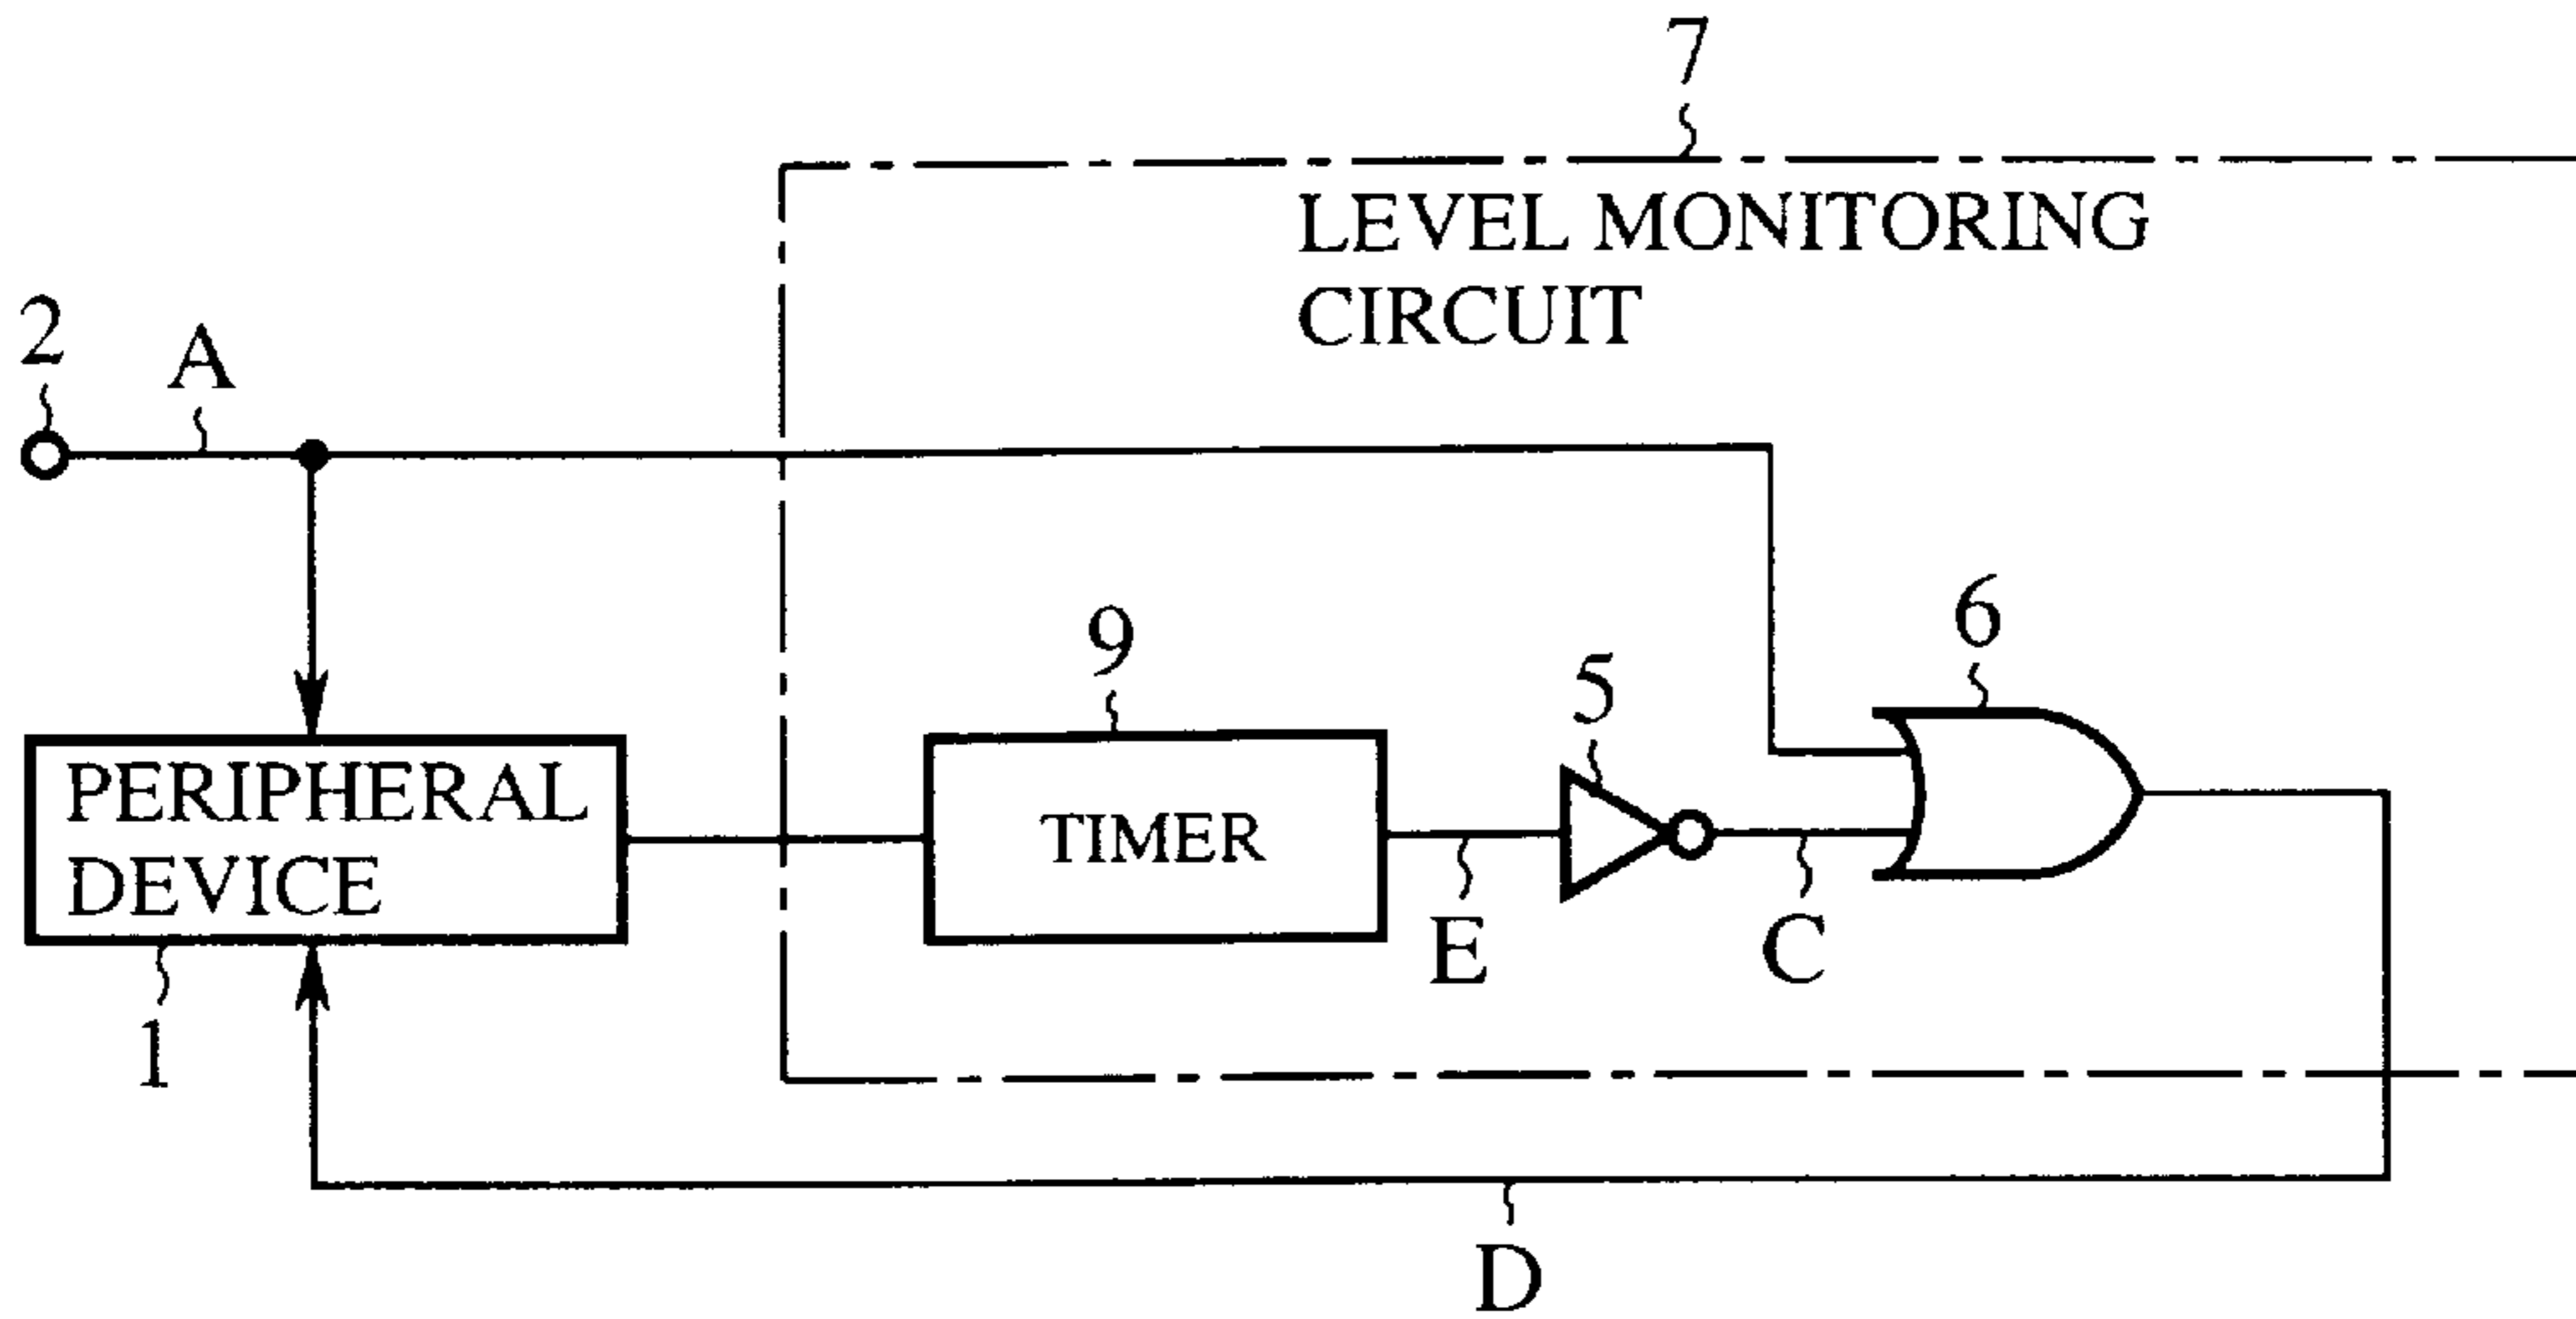 7
LEVEL MONITORING
CIRCUIT
2
A
9
5
6
PERIPHERAL
DEVICE
TIMER
E
C
1
D